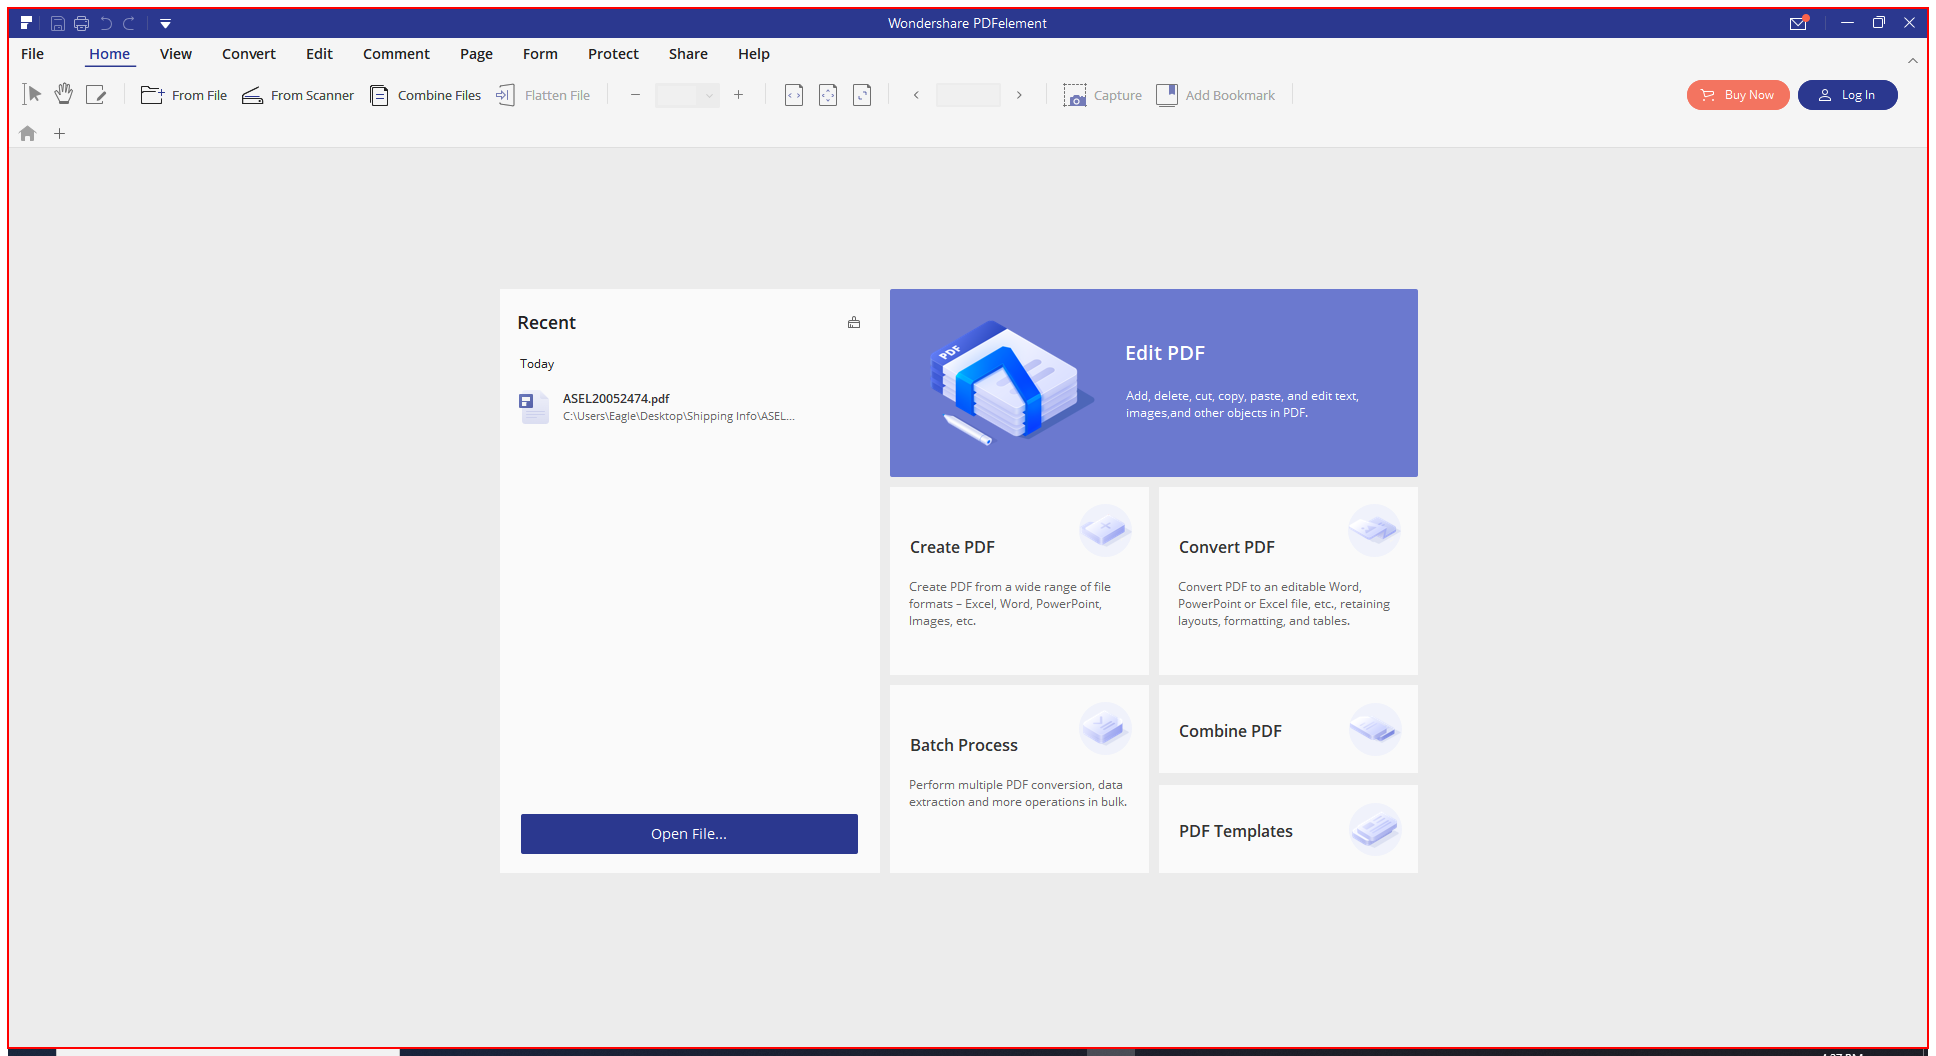 Wondershare PDFelement
File Home View Convert Edit Comment Page Form Protect Share Help
From File From Scanner Combine Files Flatten File Capture Add Bookmark Buy Now Log In
Recent
Today
ASEL20052474.pdf
C:\Users\Eagle\Desktop\Shipping Info\ASEL...
Open File...
PDF
Edit PDF
Add, delete, cut, copy, paste, and edit text,
images,and other objects in PDF.
Create PDF
Create PDF from a wide range of file
formats – Excel, Word, PowerPoint,
Images, etc.
Convert PDF
Convert PDF to an editable Word,
PowerPoint or Excel file, etc., retaining
layouts, formatting, and tables.
Batch Process
Perform multiple PDF conversion, data
extraction and more operations in bulk.
Combine PDF
PDF Templates